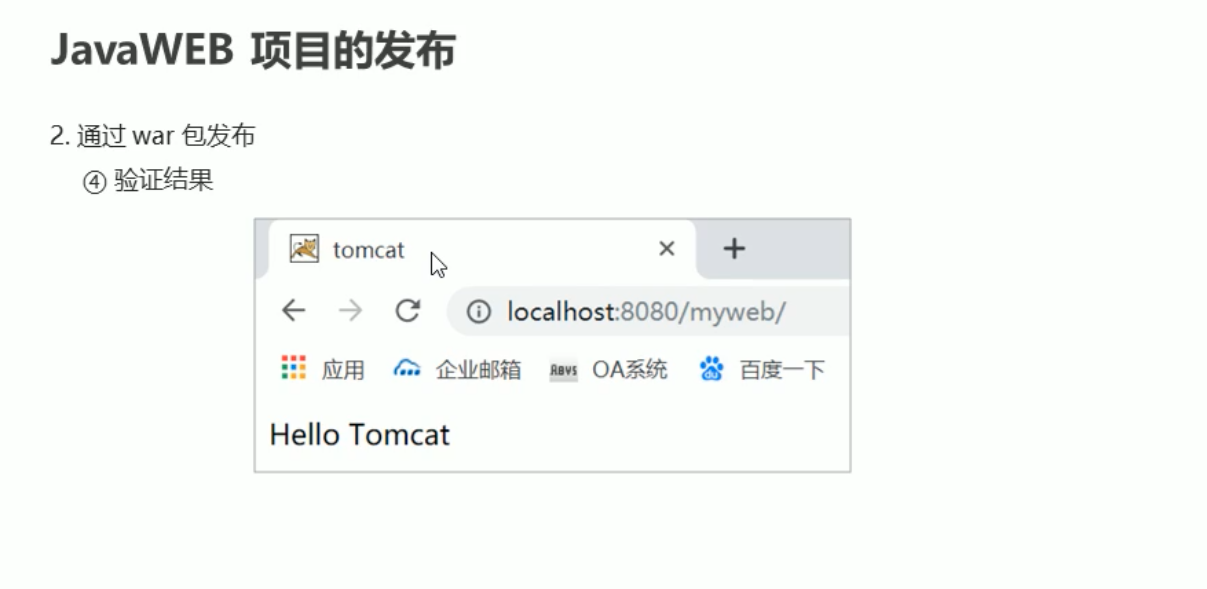 JavaWEB 项目的发布
2. 通过 war 包发布
④ 验证结果
tomcat
localhost:8080/myweb/
应用 企业邮箱 OA系统 百度一下
Hello Tomcat